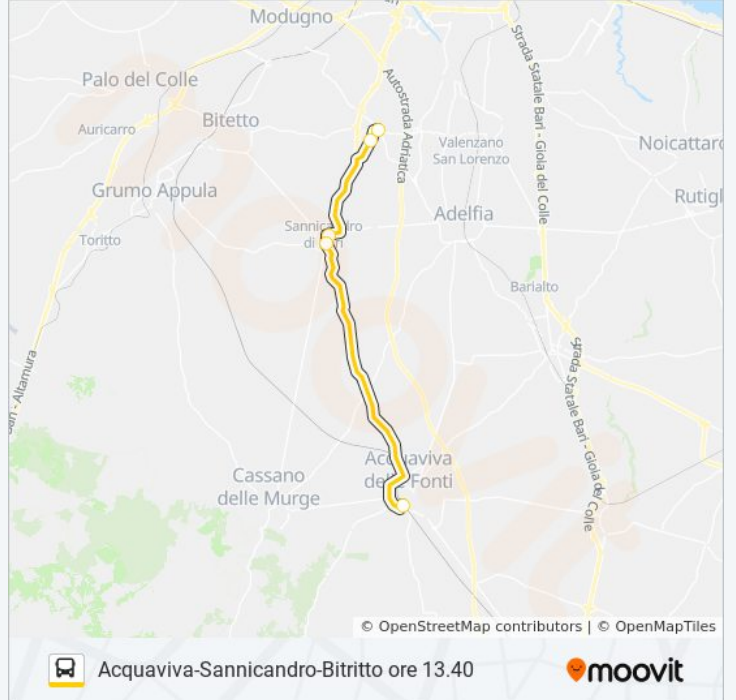 Modugno
Strada Statale Bari - Gioia del Colle
Palo del Colle
Autostrada Adriatica
Auricarro
Bitetto
Valenzano
San Lorenzo
Noicattaro
Grumo Appula
Rutigl
Adelfia
Toritto
Barialto
Strada Statale Bari - Gioia del Colle
ari - Altamura
Acquaviva
delle Fonti
Cassano
delle Murge
© OpenStreetMap contributors | © OpenMapTiles
Acquaviva-Sannicandro-Bitritto ore 13.40
moovit